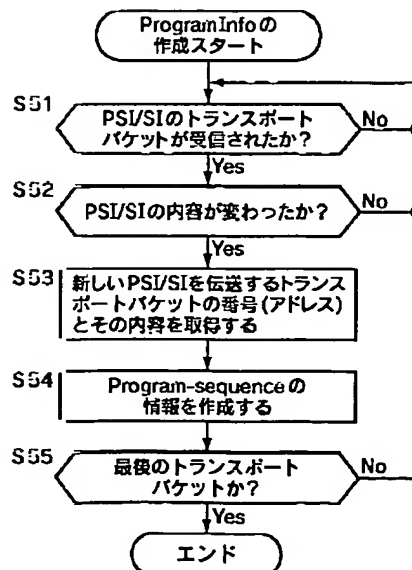 ProgramInfoの
作成スタート
S51
PSI/SIのトランスポート
パケットが受信されたか?
No
Yes
S52
PSI/SIの内容が変わったか?
No
Yes
S53
新しいPSI/SIを伝送するトランス
ポートパケットの番号(アドレス)
とその内容を取得する
S54
Program-sequenceの
情報を作成する
S55
最後のトランスポート
パケットか?
No
Yes
エンド